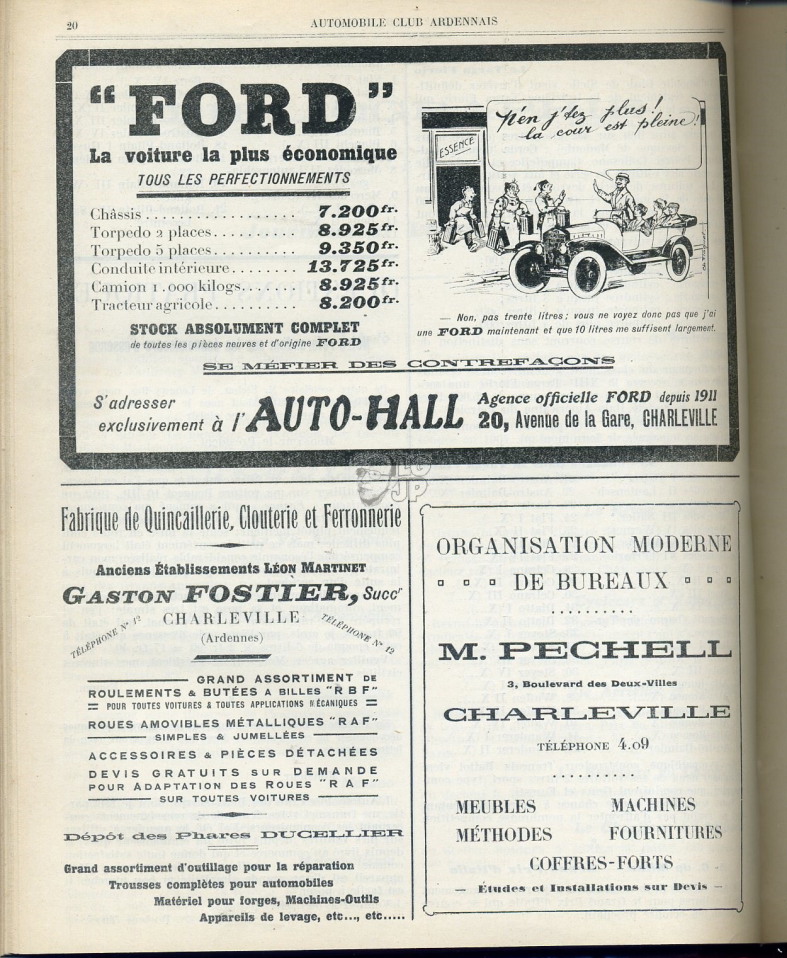 20
AUTOMOBILE CLUB ARDENNAIS
“FORD”
La voiture la plus économique
TOUS LES PERFECTIONNEMENTS
Châssis.................. 7.200fr.
Torpedo 2 places.......... 8.925fr.
Torpedo 5 places.......... 9.350fr.
Conduite intérieure....... 13.725fr.
Camion 1.000 kilogs....... 8.925fr.
Tracteur agricole......... 8.200fr.
STOCK ABSOLUMENT COMPLET
de toutes les pièces neuves et d'origine FORD
ESSENCE
n'en j'tez plus!
la cour est pleine!
— Non, pas trente litres; vous ne voyez donc pas que j'ai
une FORD maintenant et que 10 litres me suffisent largement.
SE MÉFIER DES CONTREFAÇONS
S'adresser
exclusivement à l'AUTO-HALL
Agence officielle FORD depuis 1911
20, Avenue de la Gare, CHARLEVILLE
LG
JP
Fabrique de Quincaillerie, Clouterie et Ferronnerie
Anciens Établissements LÉON MARTINET
GASTON FOSTIER, Succr
CHARLEVILLE
(Ardennes)
TÉLÉPHONE N° 12
TÉLÉPHONE N° 12
GRAND ASSORTIMENT DE
ROULEMENTS & BUTÉES A BILLES "RBF"
POUR TOUTES VOITURES & TOUTES APPLICATIONS MÉCANIQUES
ROUES AMOVIBLES MÉTALLIQUES "RAF"
SIMPLES & JUMELLÉES
ACCESSOIRES & PIÈCES DÉTACHÉES
DEVIS GRATUITS SUR DEMANDE
POUR ADAPTATION DES ROUES "RAF"
SUR TOUTES VOITURES
Dépôt des Phares DUCELLIER
Grand assortiment d'outillage pour la réparation
Trousses complètes pour automobiles
Matériel pour forges, Machines-Outils
Appareils de levage, etc..., etc.....
ORGANISATION MODERNE
DE BUREAUX
M. PECHELL
3, Boulevard des Deux-Villes
CHARLEVILLE
TÉLÉPHONE 4.09
MEUBLES MACHINES
MÉTHODES FOURNITURES
COFFRES-FORTS
— Études et Installations sur Devis —